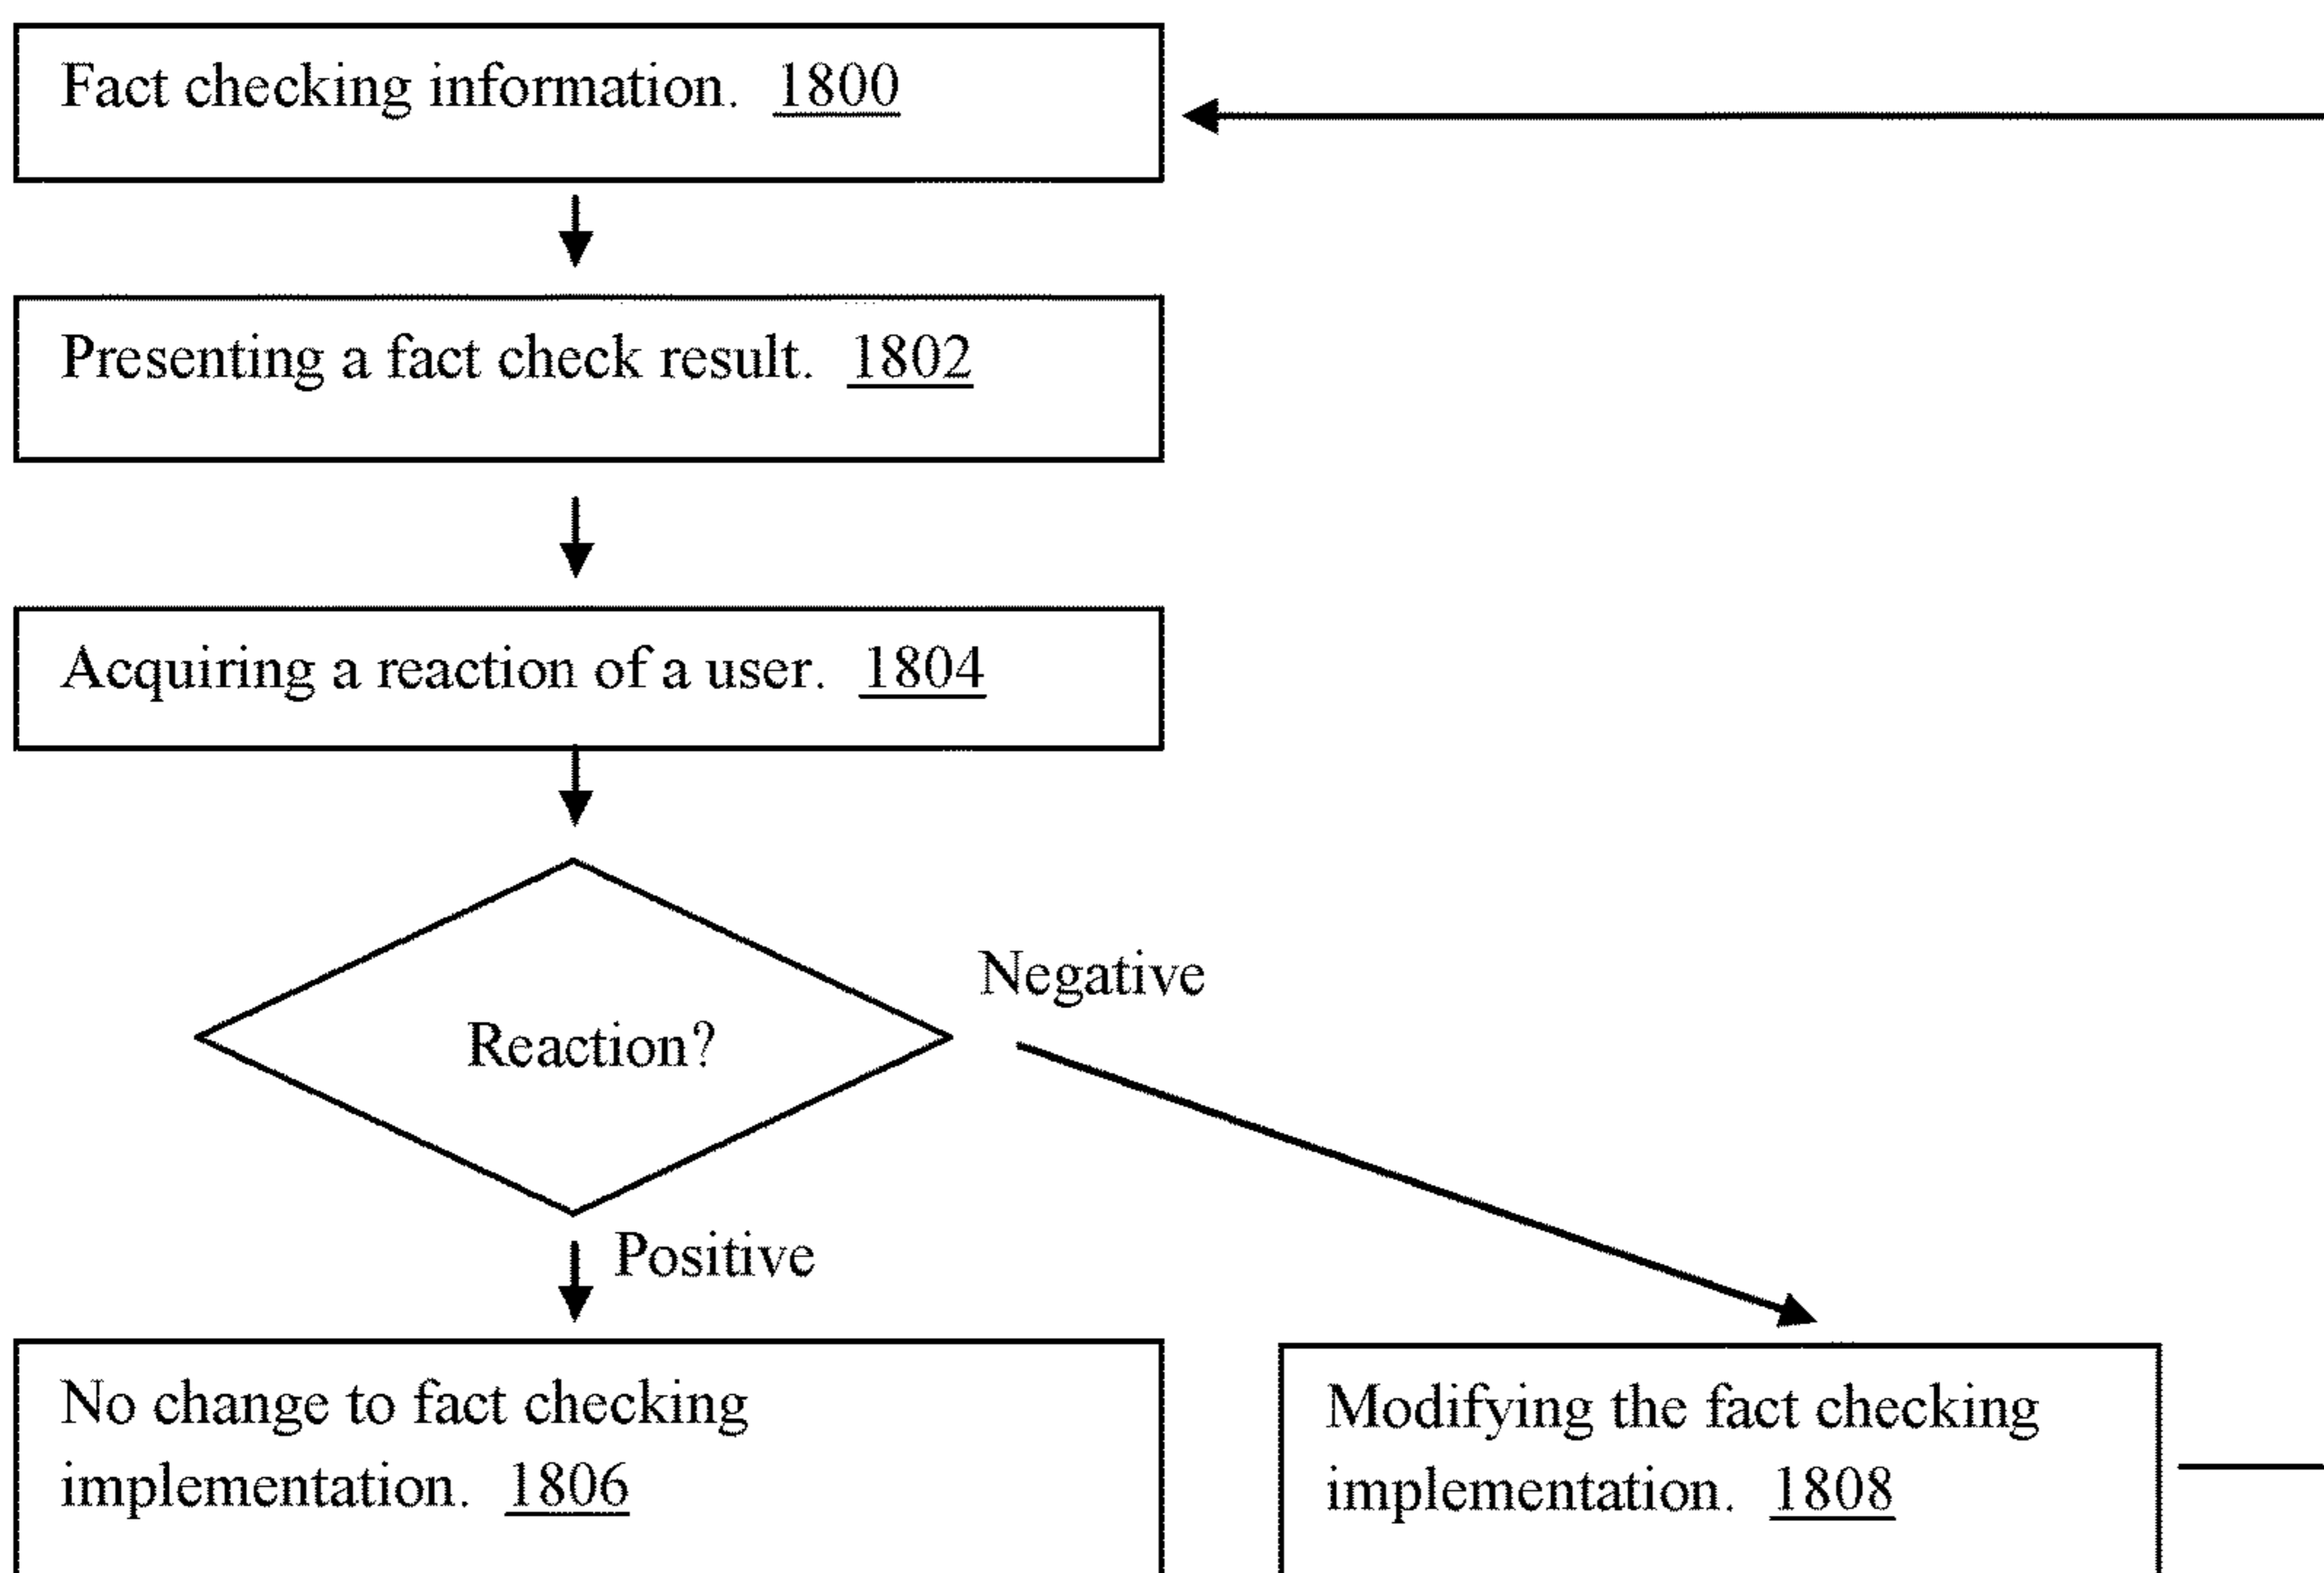 Fact checking information. 1800
Presenting a fact check result. 1802
Acquiring a reaction of a user. 1804
Negative
Reaction?
Positive
No change to fact checking
implementation. 1806
Modifying the fact checking
implementation. 1808